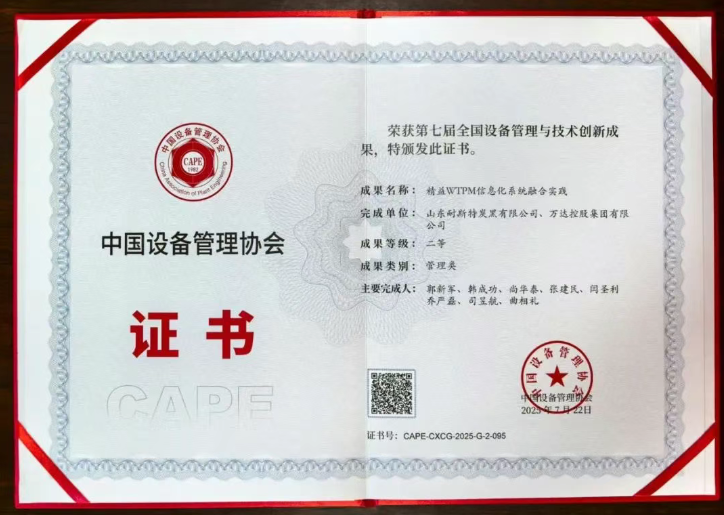 中国设备管理协会
CAPE
1982
China Association of Plant Engineering
中国设备管理协会
证书
CAPE
荣获第七届全国设备管理与技术创新成
果，特颁发此证书。
成果名称：精益WTPM信息化系统融合实践
完成单位：山东耐斯特炭黑有限公司、万达控股集团有限
公司
成果等级：二等
成果类别：管理类
主要完成人：郭新军、韩成功、尚华泰、张建民、闫圣利
乔严磊、司昱航、曲相礼
中国设备管理协会
中国设备管理协会
2025年7月22日
证书号：CAPE-CXCG-2025-G-2-095